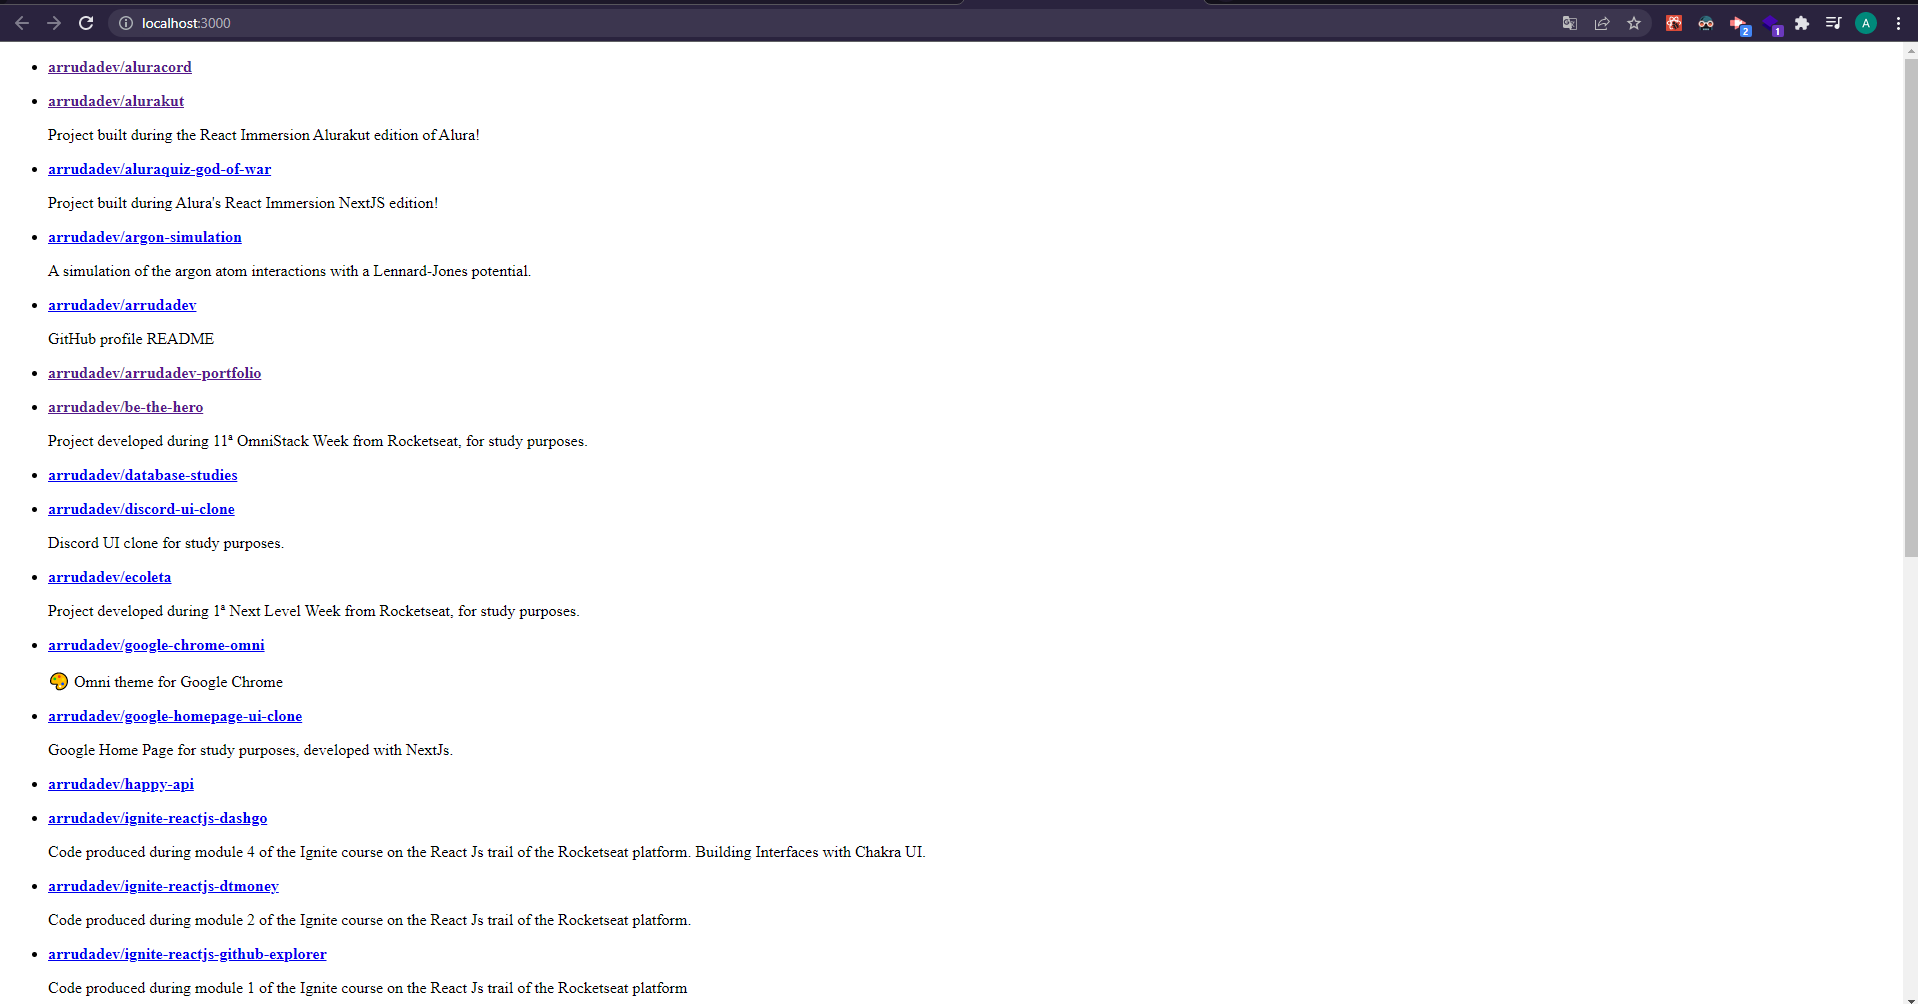 localhost:3000
2
1
A
arrudadev/aluracord
arrudadev/alurakut
Project built during the React Immersion Alurakut edition of Alura!
arrudadev/aluraquiz-god-of-war
Project built during Alura's React Immersion NextJS edition!
arrudadev/argon-simulation
A simulation of the argon atom interactions with a Lennard-Jones potential.
arrudadev/arrudadev
GitHub profile README
arrudadev/arrudadev-portfolio
arrudadev/be-the-hero
Project developed during 11ª OmniStack Week from Rocketseat, for study purposes.
arrudadev/database-studies
arrudadev/discord-ui-clone
Discord UI clone for study purposes.
arrudadev/ecoleta
Project developed during 1ª Next Level Week from Rocketseat, for study purposes.
arrudadev/google-chrome-omni
🎨 Omni theme for Google Chrome
arrudadev/google-homepage-ui-clone
Google Home Page for study purposes, developed with NextJs.
arrudadev/happy-api
arrudadev/ignite-reactjs-dashgo
Code produced during module 4 of the Ignite course on the React Js trail of the Rocketseat platform. Building Interfaces with Chakra UI.
arrudadev/ignite-reactjs-dtmoney
Code produced during module 2 of the Ignite course on the React Js trail of the Rocketseat platform.
arrudadev/ignite-reactjs-github-explorer
Code produced during module 1 of the Ignite course on the React Js trail of the Rocketseat platform